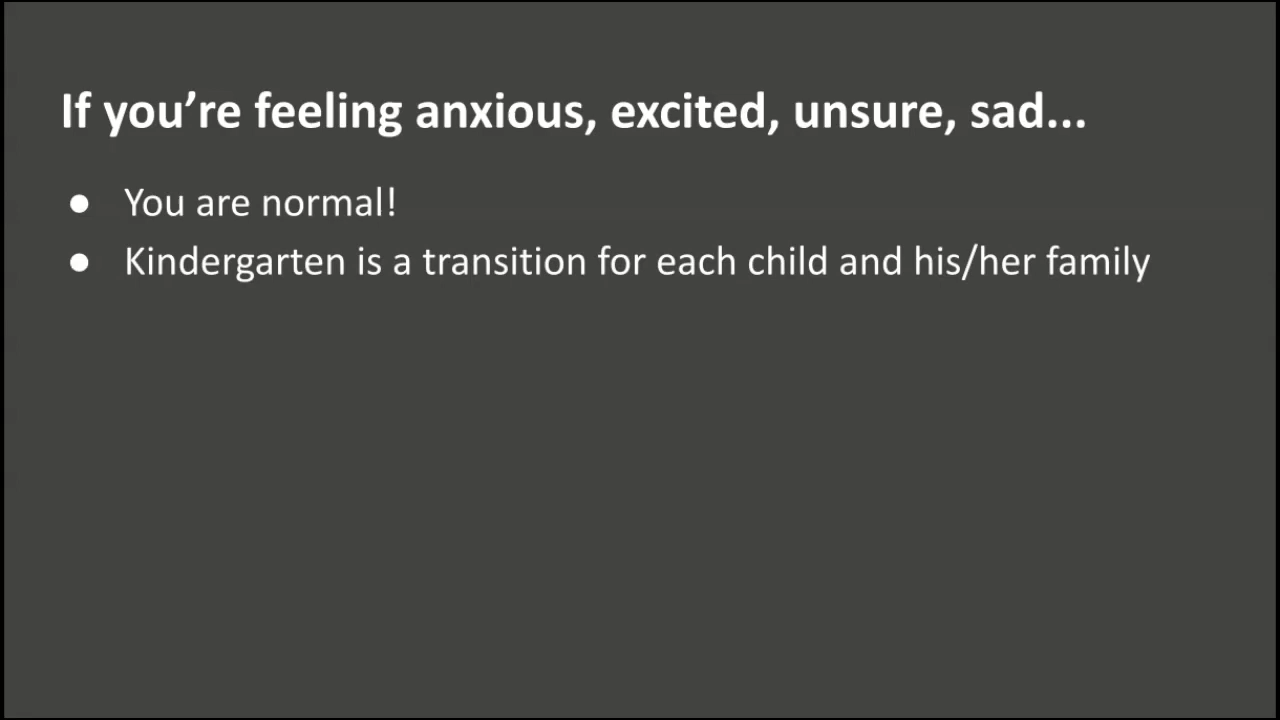 If you’re feeling anxious, excited, unsure, sad...
● You are normal!
● Kindergarten is a transition for each child and his/her family